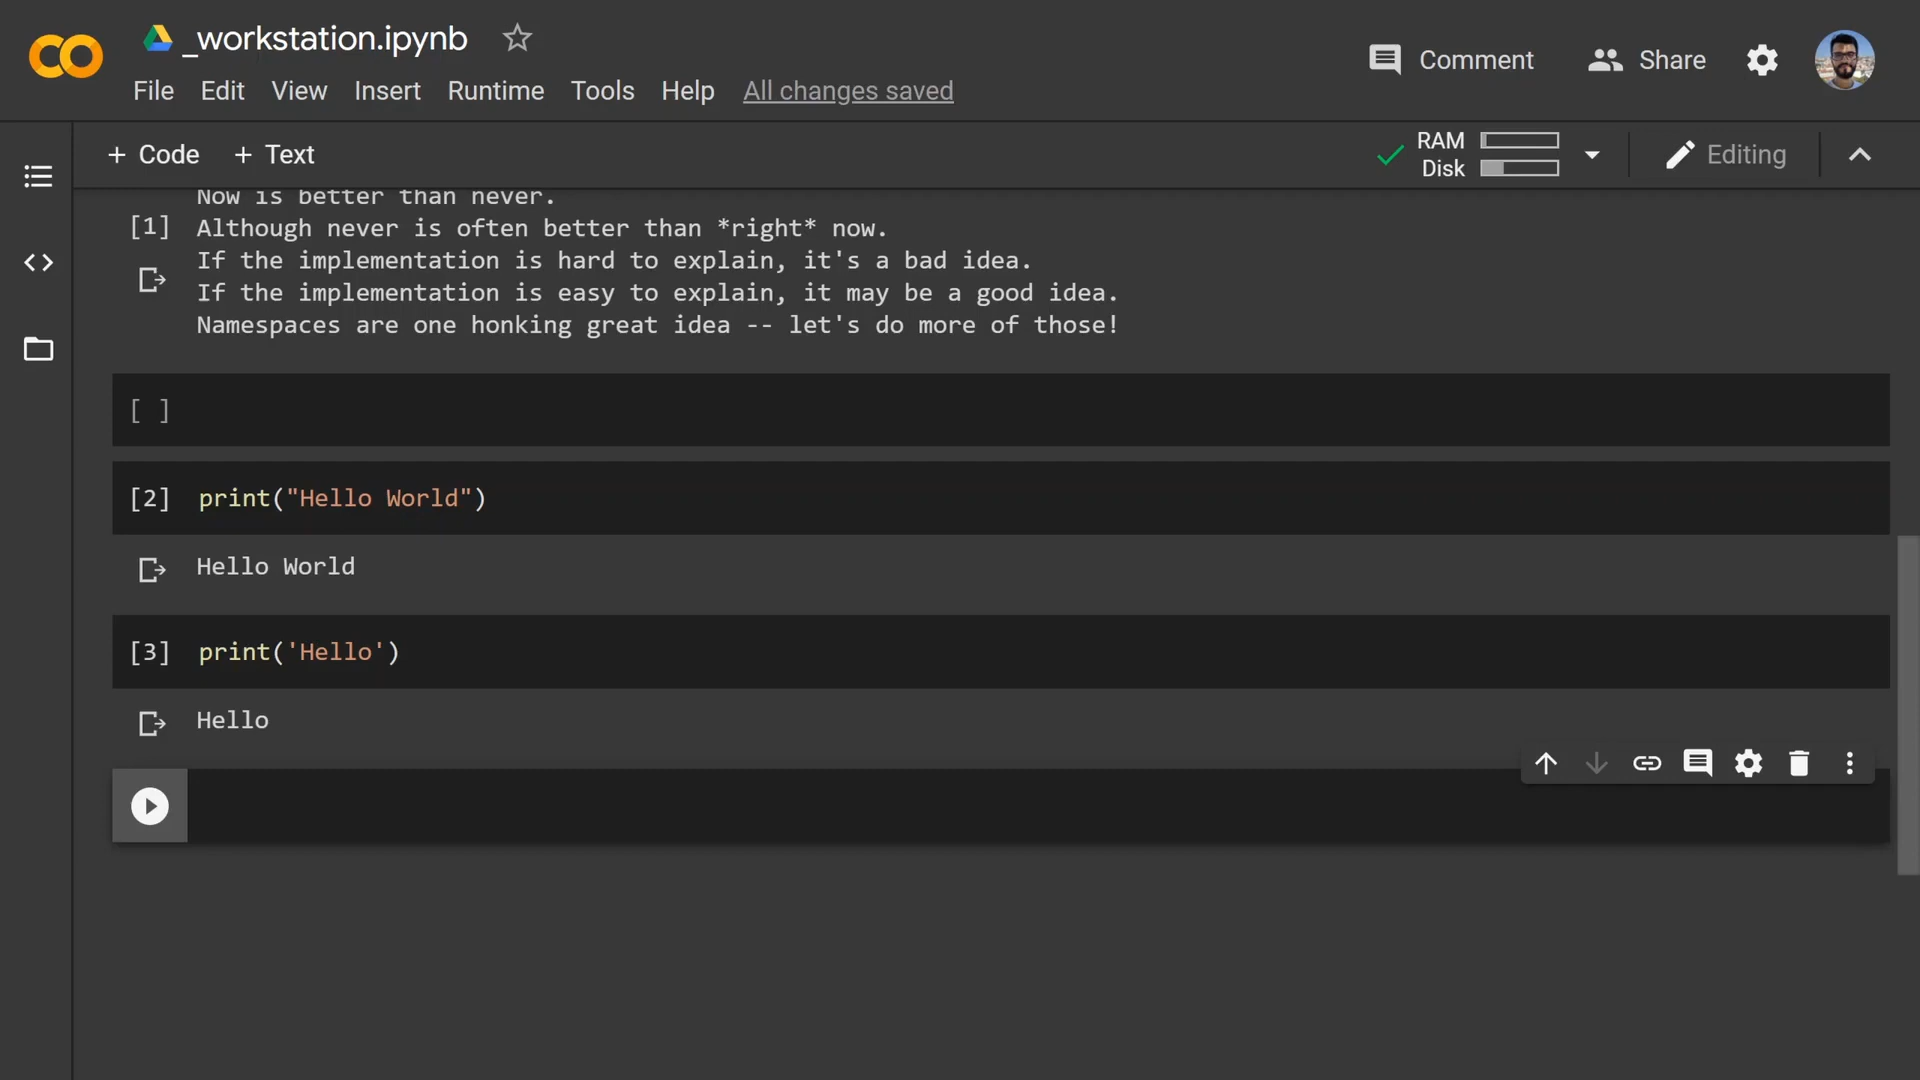 _workstation.ipynb
Comment
Share
File Edit View Insert Runtime Tools Help All changes saved
+ Code + Text
RAM
Disk
Editing
Now is better than never.
[1]
Although never is often better than *right* now.
If the implementation is hard to explain, it's a bad idea.
If the implementation is easy to explain, it may be a good idea.
Namespaces are one honking great idea -- let's do more of those!
[ ]
[2] print("Hello World")
Hello World
[3] print('Hello')
Hello